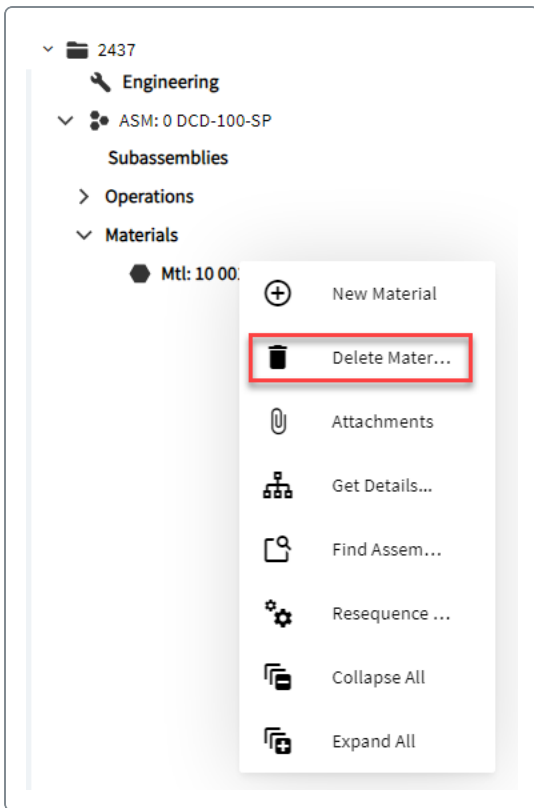 2437
Engineering
ASM: 0 DCD-100-SP
Subassemblies
Operations
Materials
Mtl: 10 00
New Material
Delete Mater...
Attachments
Get Details...
Find Assem...
Resequence ...
Collapse All
Expand All